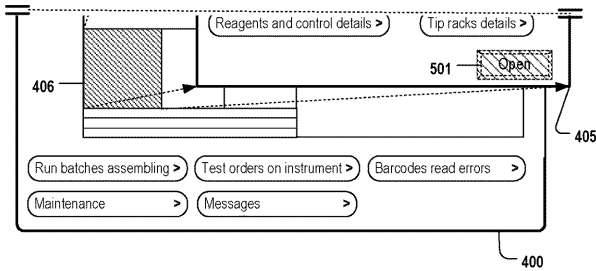 Reagents and control details > Tip racks details >
501 Open
406
405
Run batches assembling > Test orders on instrument > Barcodes read errors >
Maintenance > Messages >
400